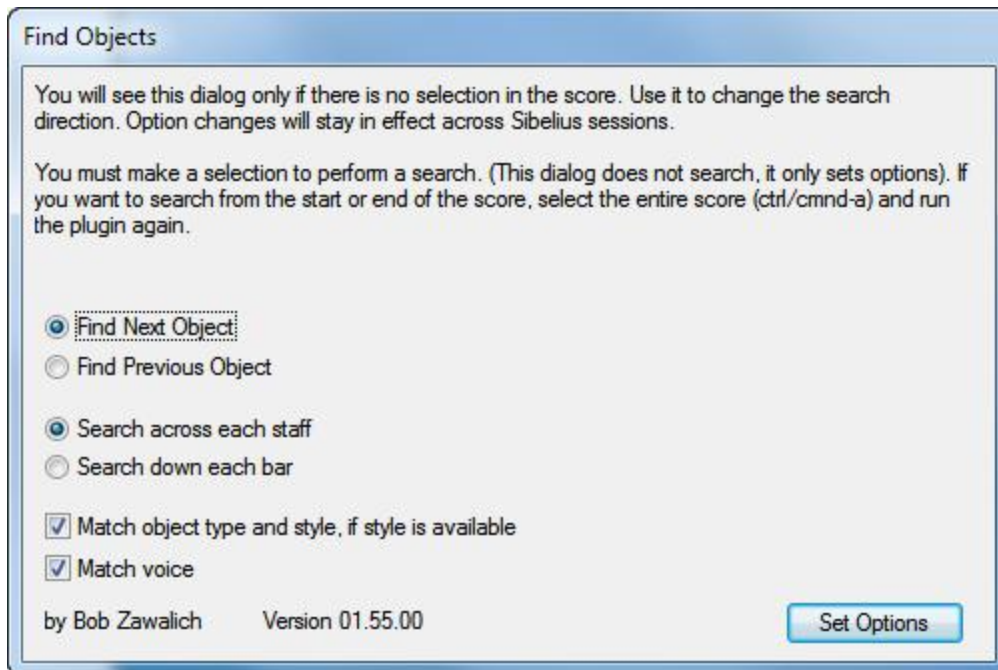 Find Objects
You will see this dialog only if there is no selection in the score. Use it to change the search
direction. Option changes will stay in effect across Sibelius sessions.
You must make a selection to perform a search. (This dialog does not search, it only sets options). If
you want to search from the start or end of the score, select the entire score (ctrl/cmnd-a) and run
the plugin again.
Find Next Object
Find Previous Object
Search across each staff
Search down each bar
Match object type and style, if style is available
Match voice
by Bob Zawalich Version 01.55.00
Set Options